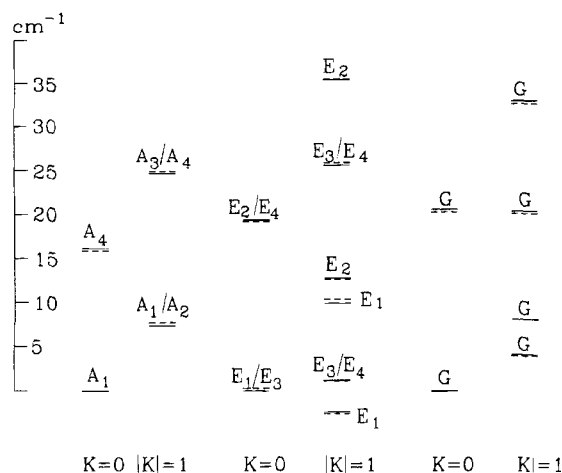 cm⁻¹
E₂
35
G
30
A₃/A₄
E₃/E₄
25
E₂/E₄
G
G
20
A₄
15
E₂
A₁/A₂
10
E₁
G
5
E₃/E₄
G
A₁
E₁/E₃
G
E₁
K=0 |K|=1 K=0 |K|=1 K=0 K|=1